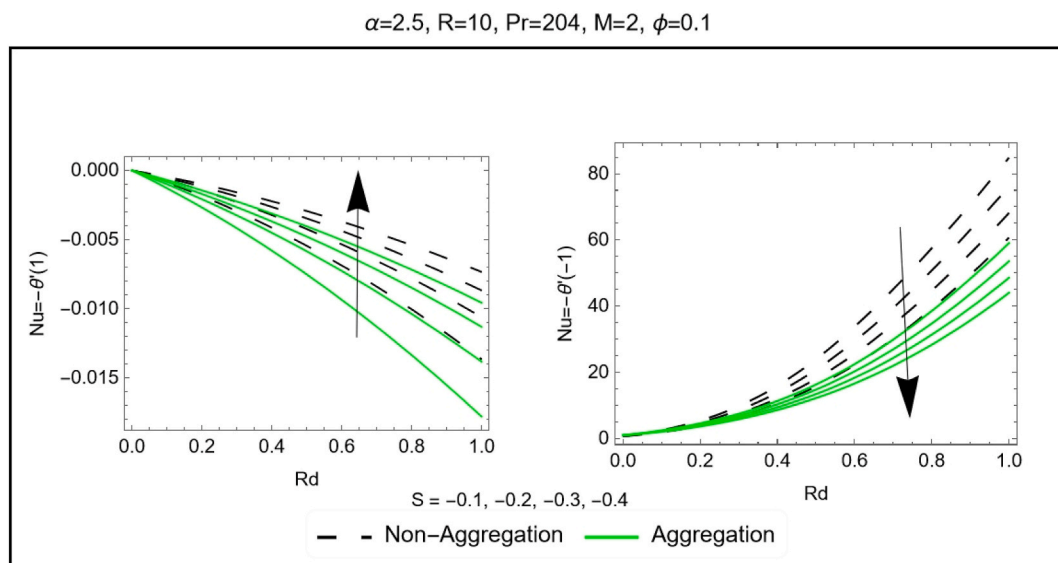 α=2.5, R=10, Pr=204, M=2, ϕ=0.1
Nu=−θ'(1)
0.000
−0.005
−0.010
−0.015
0.0 0.2 0.4 0.6 0.8 1.0
Rd
Nu=−θ'(−1)
80
60
40
20
0
0.0 0.2 0.4 0.6 0.8 1.0
Rd
S = −0.1, −0.2, −0.3, −0.4
Non−Aggregation Aggregation